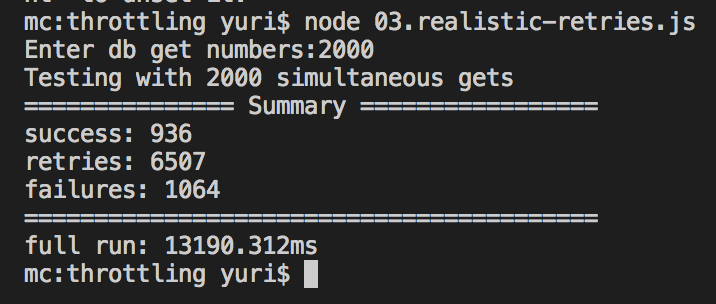 mc:throttling yuri$ node 03.realistic-retries.js
Enter db get numbers:2000
Testing with 2000 simultaneous gets
=============== Summary =================
success: 936
retries: 6507
failures: 1064
=========================================
full run: 13190.312ms
mc:throttling yuri$